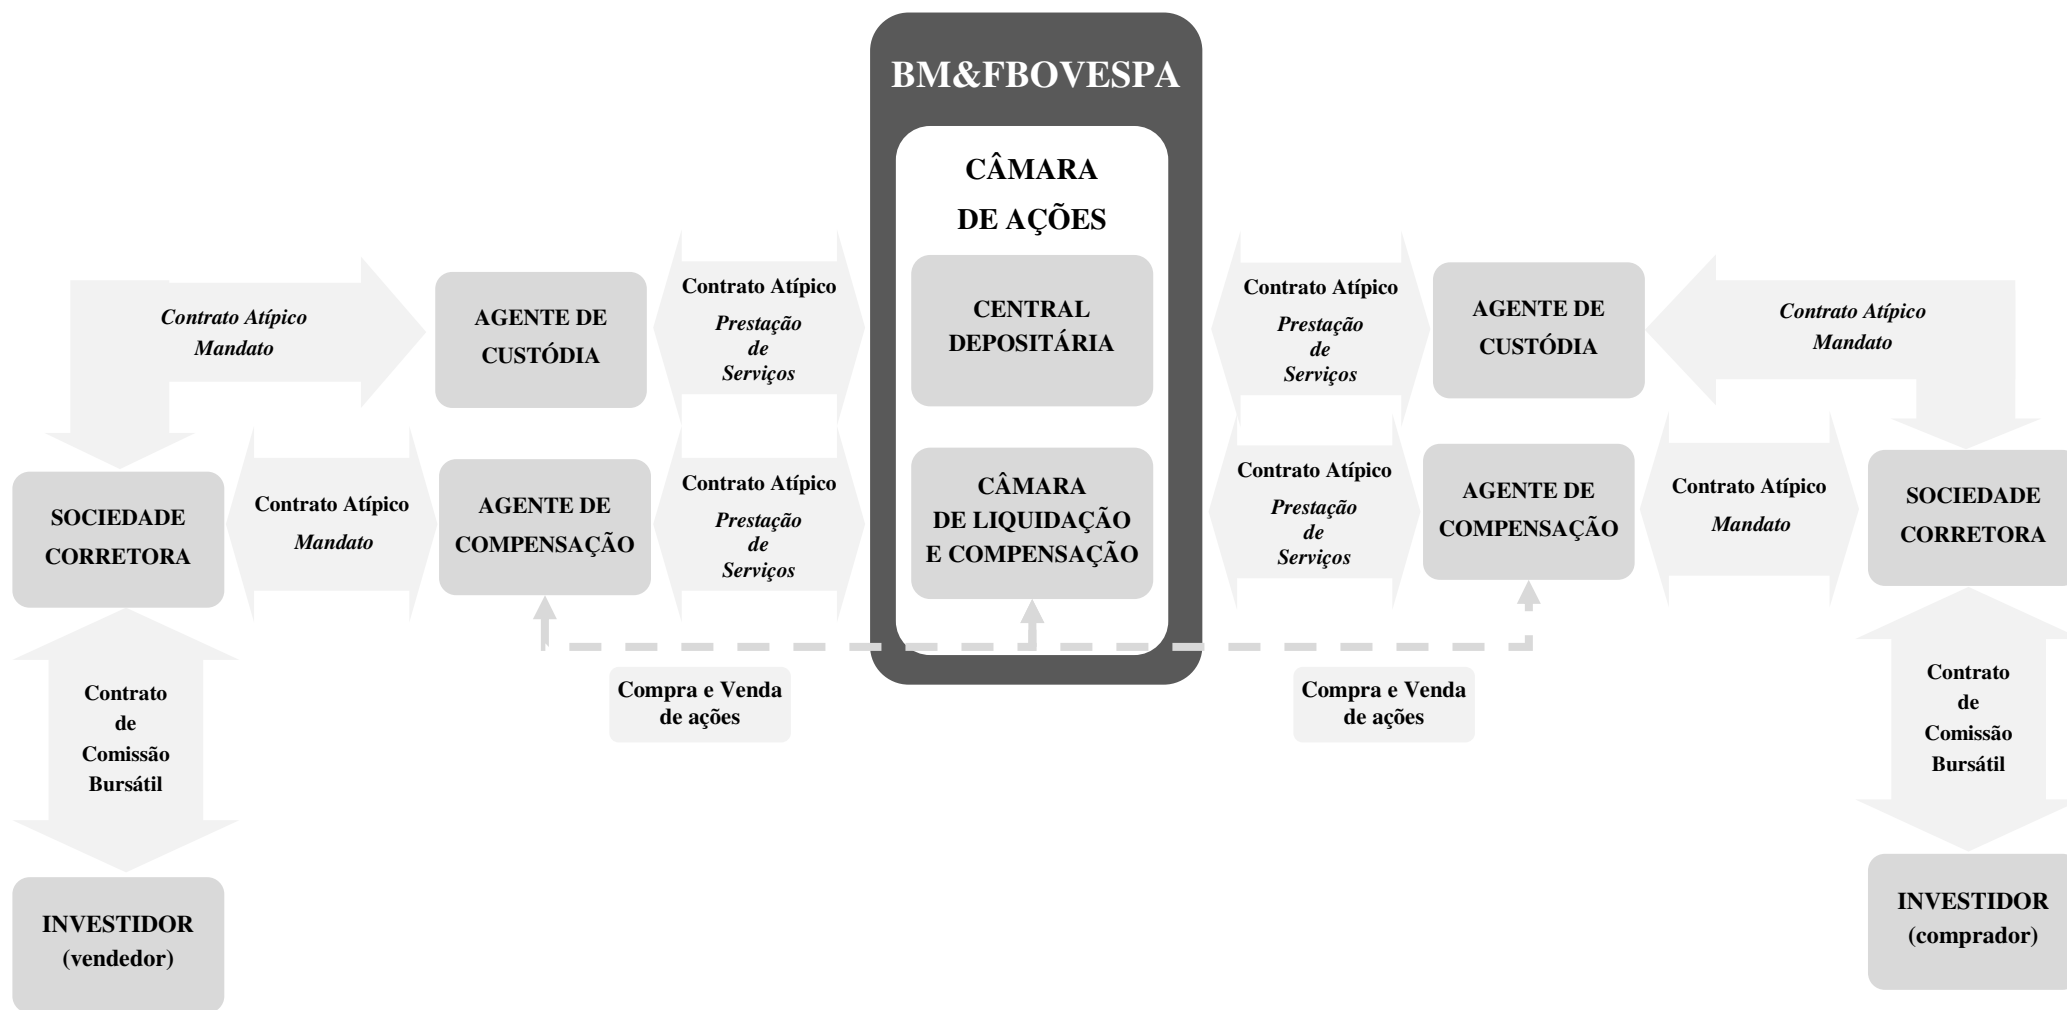 BM&FBOVESPA
CÂMARA
DE AÇÕES
Contrato Atípico
Mandato
AGENTE DE
CUSTÓDIA
Contrato Atípico
Prestação
de
Serviços
CENTRAL
DEPOSITÁRIA
Contrato Atípico
Prestação
de
Serviços
AGENTE DE
CUSTÓDIA
Contrato Atípico
Mandato
SOCIEDADE
CORRETORA
Contrato Atípico
Mandato
AGENTE DE
COMPENSAÇÃO
Contrato Atípico
Prestação
de
Serviços
CÂMARA
DE LIQUIDAÇÃO
E COMPENSAÇÃO
Contrato Atípico
Prestação
de
Serviços
AGENTE DE
COMPENSAÇÃO
Contrato Atípico
Mandato
SOCIEDADE
CORRETORA
Compra e Venda
de ações
Compra e Venda
de ações
Contrato
de
Comissão
Bursátil
Contrato
de
Comissão
Bursátil
INVESTIDOR
(vendedor)
INVESTIDOR
(comprador)